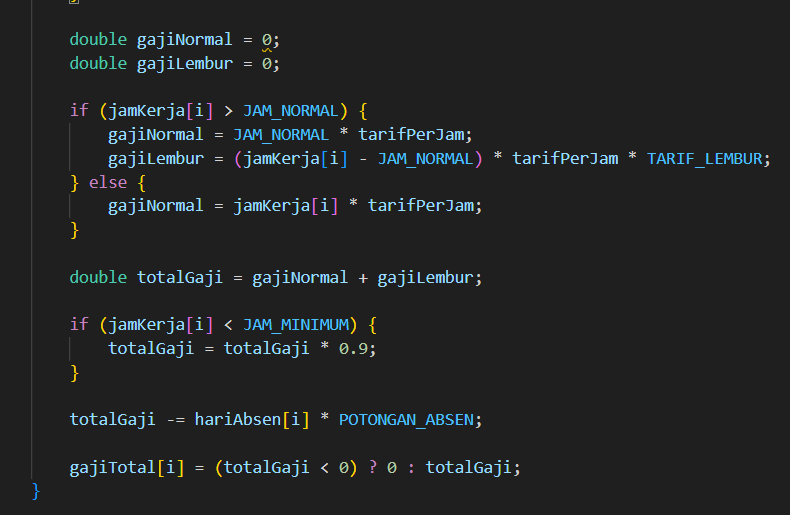 double gajiNormal = 0;
double gajiLembur = 0;
if (jamKerja[i] > JAM_NORMAL) {
gajiNormal = JAM_NORMAL * tarifPerJam;
gajiLembur = (jamKerja[i] - JAM_NORMAL) * tarifPerJam * TARIF_LEMBUR;
} else {
gajiNormal = jamKerja[i] * tarifPerJam;
}
double totalGaji = gajiNormal + gajiLembur;
if (jamKerja[i] < JAM_MINIMUM) {
totalGaji = totalGaji * 0.9;
}
totalGaji -= hariAbsen[i] * POTONGAN_ABSEN;
gajiTotal[i] = (totalGaji < 0) ? 0 : totalGaji;
}